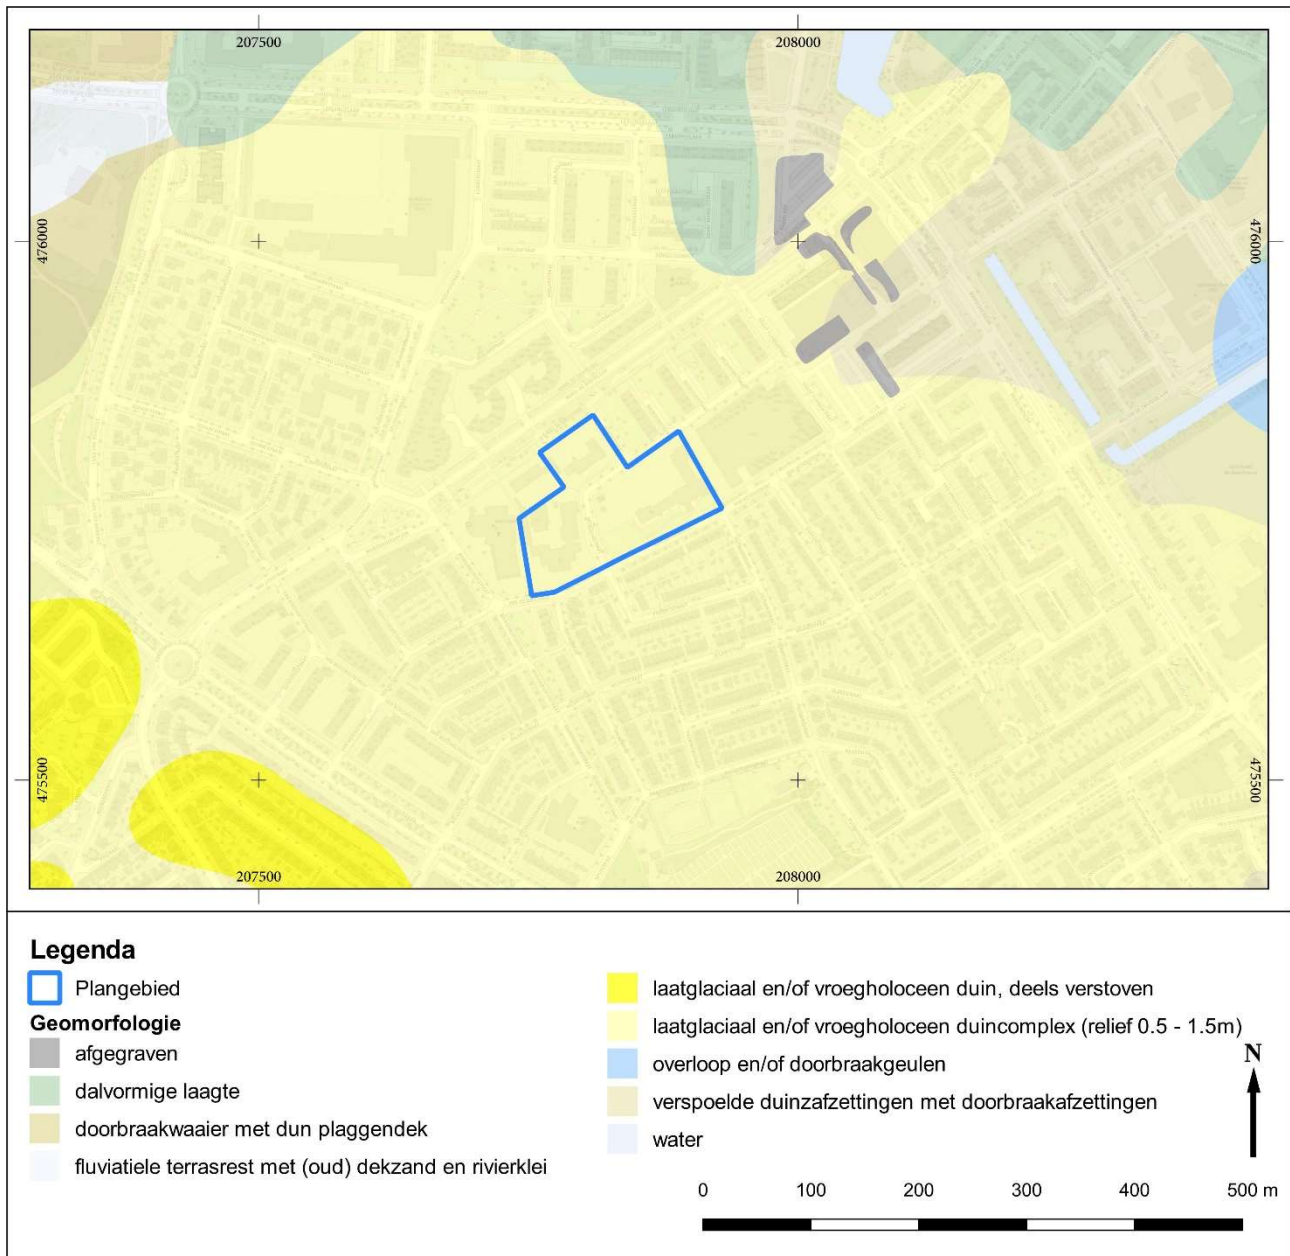 207500
208000
476000
476000
475500
475500
207500
208000
Legenda
Plangebied
Geomorfologie
afgegraven
dalvormige laagte
doorbraakwaaier met dun plaggendek
fluviatiele terrasrest met (oud) dekzand en rivierklei
laatglaciaal en/of vroegholoceen duin, deels verstoven
laatglaciaal en/of vroegholoceen duincomplex (relief 0.5 - 1.5m)
overloop en/of doorbraakgeulen
verspoelde duinzafzettingen met doorbraakafzettingen
water
N
0 100 200 300 400 500 m